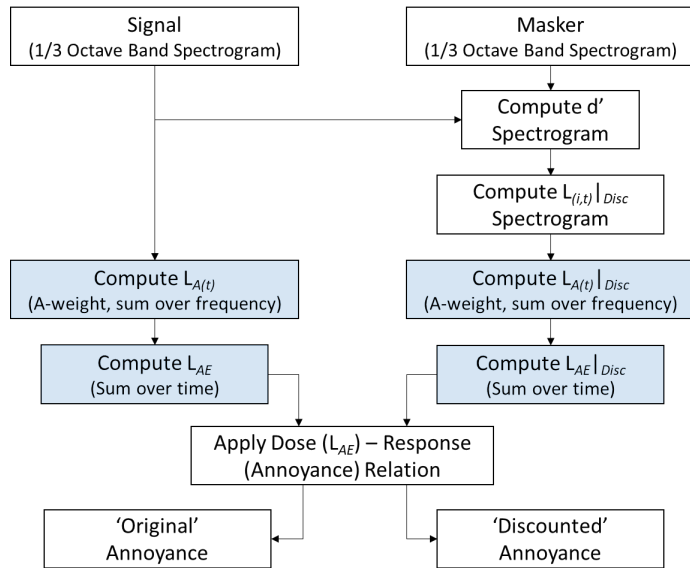 Signal
(1/3 Octave Band Spectrogram)
Masker
(1/3 Octave Band Spectrogram)
Compute d’
Spectrogram
Compute L(i,t)|Disc
Spectrogram
Compute LA(t)
(A-weight, sum over frequency)
Compute LA(t)|Disc
(A-weight, sum over frequency)
Compute LAE
(Sum over time)
Compute LAE|Disc
(Sum over time)
Apply Dose (LAE) – Response
(Annoyance) Relation
‘Original’
Annoyance
‘Discounted’
Annoyance